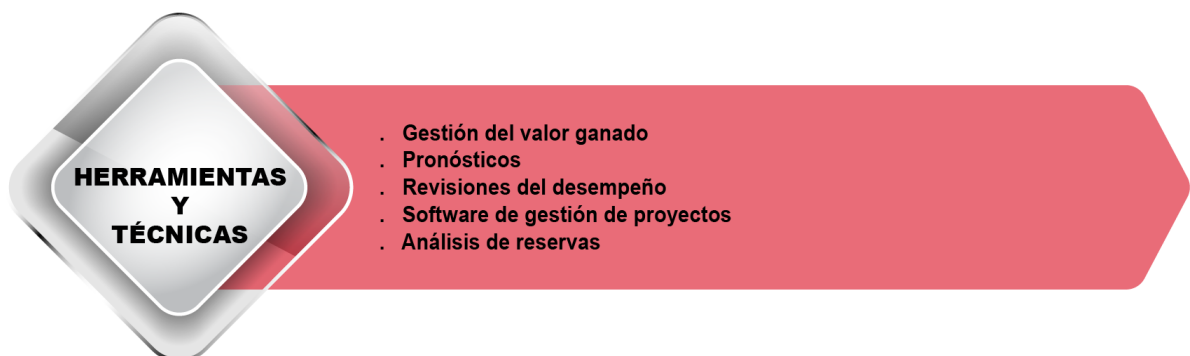 HERRAMIENTAS
Y
TÉCNICAS
. Gestión del valor ganado
. Pronósticos
. Revisiones del desempeño
. Software de gestión de proyectos
. Análisis de reservas